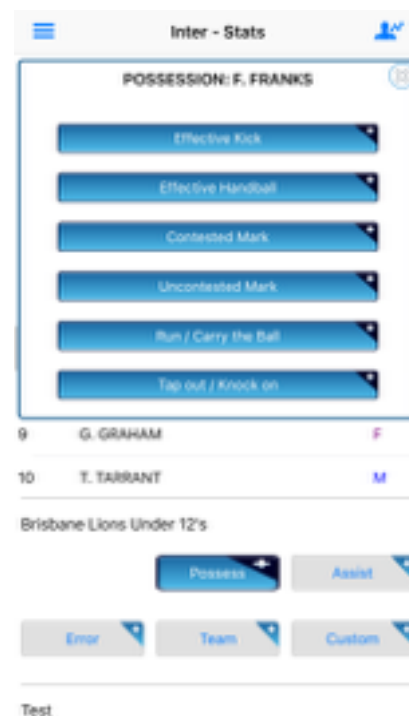 Inter - Stats
POSSESSION: F. FRANKS
Effective Kick
Effective Handball
Contested Mark
Uncontested Mark
Run / Carry the Ball
Tap out / Knock on
9 G. GRAHAM F
10 T. TARRANT M
Brisbane Lions Under 12's
Possess Assist
Error Team Custom
Test